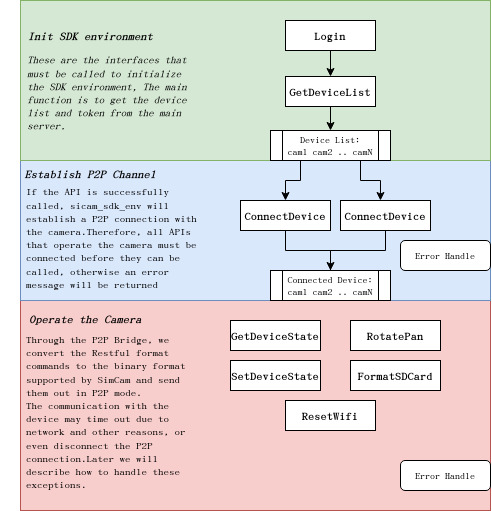 Init SDK environment
These are the interfaces that
must be called to initialize
the SDK environment, The main
function is to get the device
list and token from the main
server.
Login
GetDeviceList
Device List:
cam1 cam2 .. camN
Establish P2P Channel
If the API is successfully
called, sicam_sdk_env will
establish a P2P connection with
the camera.Therefore, all APIs
that operate the camera must be
connected before they can be
called, otherwise an error
message will be returned
ConnectDevice
ConnectDevice
Error Handle
Connected Device:
cam1 cam2 .. camN
Operate the Camera
Through the P2P Bridge, we
convert the Restful format
commands to the binary format
supported by SimCam and send
them out in P2P mode.
The communication with the
device may time out due to
network and other reasons, or
even disconnect the P2P
connection.Later we will
describe how to handle these
exceptions.
GetDeviceState
RotatePan
SetDeviceState
FormatSDCard
ResetWifi
Error Handle